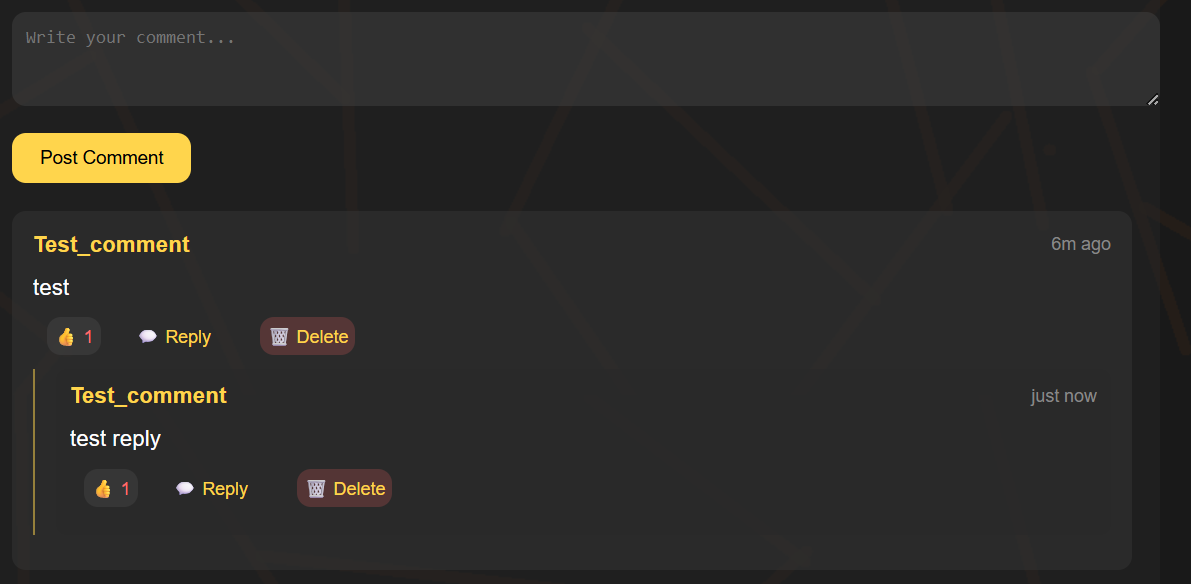 Write your comment...
Post Comment
Test_comment 6m ago
test
👍 1 💬 Reply 🗑️ Delete
Test_comment just now
test reply
👍 1 💬 Reply 🗑️ Delete